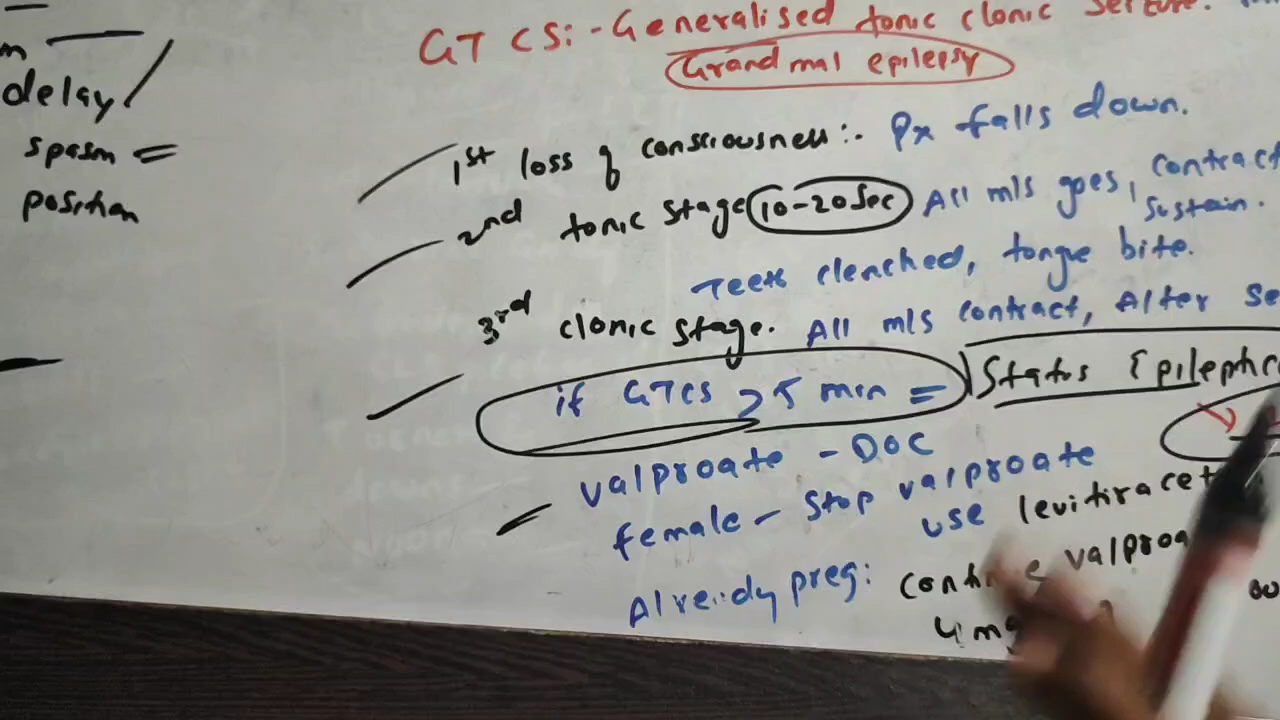 delay/
spasm =
position
GTCS:- Generalised tonic clonic
Grand mal epilepsy
1st loss of consciousness:- Px falls down.
2nd tonic stage 10-20 Sec All mls goes, contract
sustain.
Teeth clenched, tongue bite.
3rd clonic stage. All mls contract, Alter
if GTCS > 5 min = Status
valproate - DOC
female - stop valproate
use
Already preg: